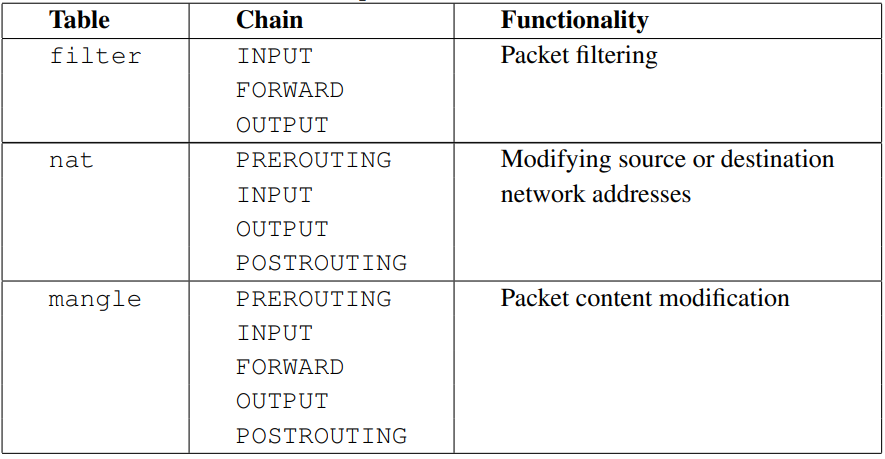 Table Chain Functionality
filter INPUT Packet filtering
FORWARD
OUTPUT
nat PREROUTING Modifying source or destination
INPUT network addresses
OUTPUT
POSTROUTING
mangle PREROUTING Packet content modification
INPUT
FORWARD
OUTPUT
POSTROUTING